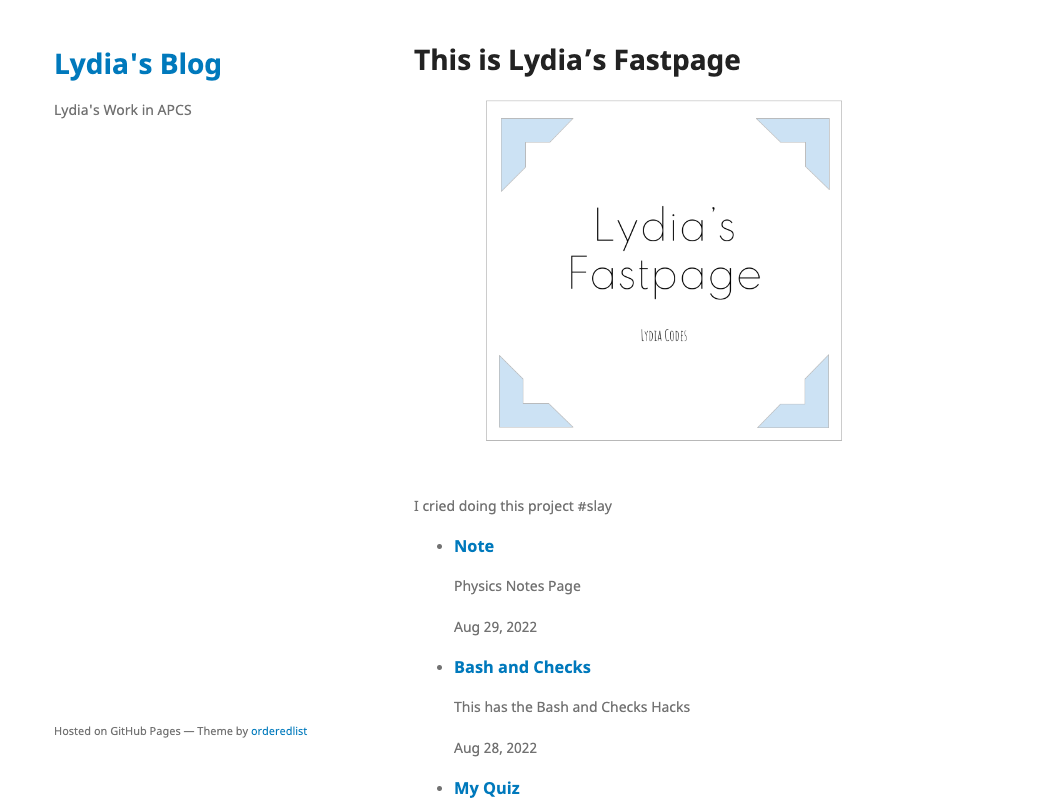 Lydia's Blog
Lydia's Work in APCS
Hosted on GitHub Pages — Theme by orderedlist
This is Lydia’s Fastpage
Lydia's
Fastpage
Lydia Codes
I cried doing this project #slay
Note
Physics Notes Page
Aug 29, 2022
Bash and Checks
This has the Bash and Checks Hacks
Aug 28, 2022
My Quiz